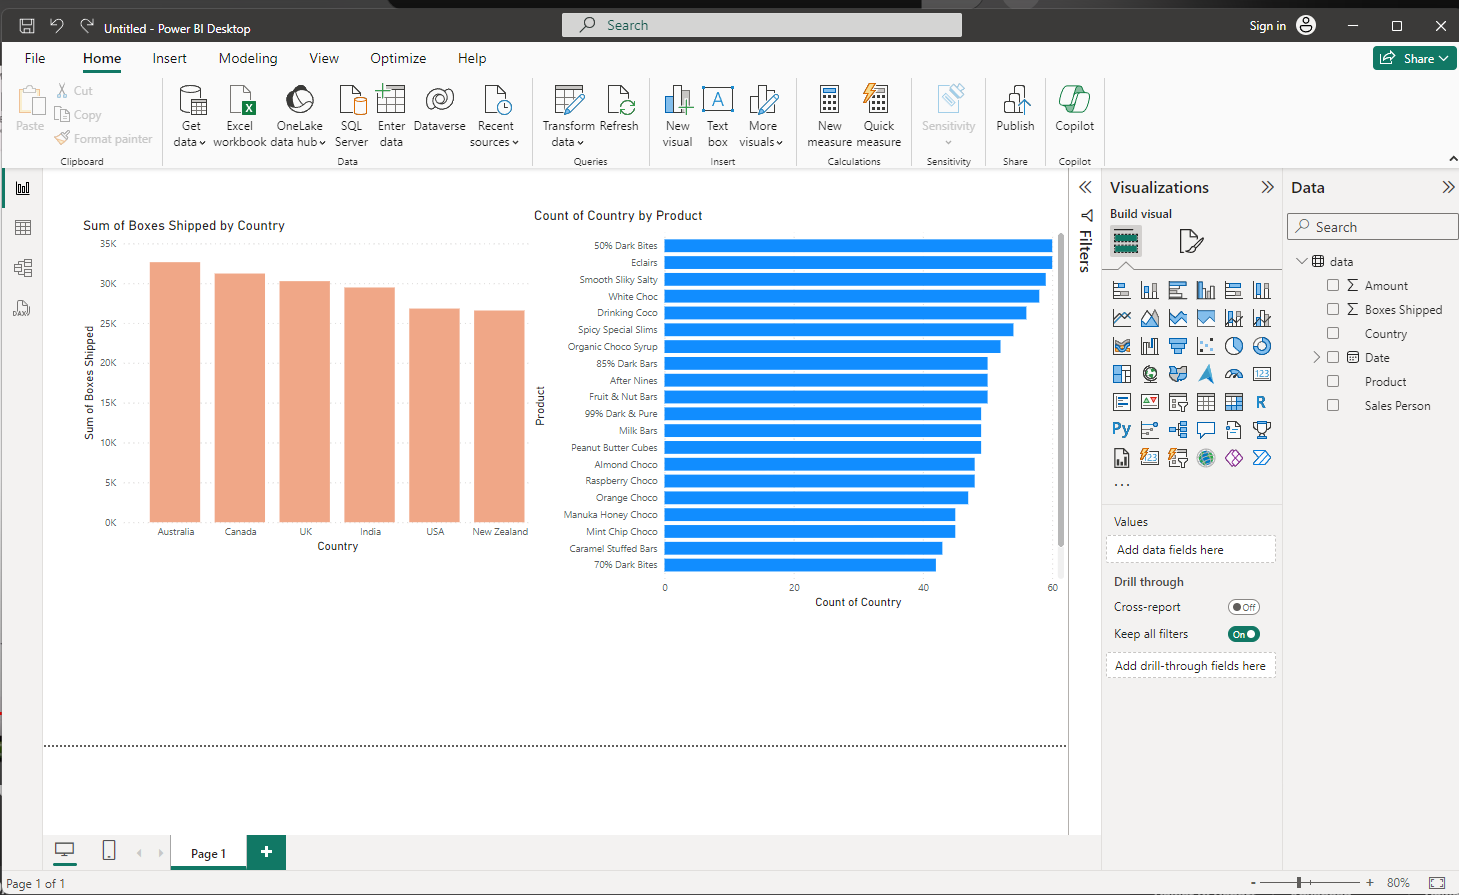 Untitled - Power BI Desktop
Search
Sign in
File Home Insert Modeling View Optimize Help
Share
Paste
Cut
Copy
Format painter
Clipboard
Get data
Excel workbook
OneLake data hub
SQL Server
Enter data
Dataverse
Recent sources
Data
Transform data
Refresh
Queries
New visual
Text box
More visuals
Insert
New measure
Quick measure
Calculations
Sensitivity
Sensitivity
Publish
Share
Copilot
Copilot
Sum of Boxes Shipped by Country
Sum of Boxes Shipped
35K
30K
25K
20K
15K
10K
5K
0K
Australia Canada UK India USA New Zealand
Country
Count of Country by Product
Product
50% Dark Bites
Eclairs
Smooth Sliky Salty
White Choc
Drinking Coco
Spicy Special Slims
Organic Choco Syrup
85% Dark Bars
After Nines
Fruit & Nut Bars
99% Dark & Pure
Milk Bars
Peanut Butter Cubes
Almond Choco
Raspberry Choco
Orange Choco
Manuka Honey Choco
Mint Chip Choco
Caramel Stuffed Bars
70% Dark Bites
0 20 40 60
Count of Country
Filters
Visualizations
Build visual
123
R
Py
123
...
Values
Add data fields here
Drill through
Cross-report
Off
Keep all filters
On
Add drill-through fields here
Data
Search
data
Amount
Boxes Shipped
Country
Date
Product
Sales Person
DAX
Page 1
+
Page 1 of 1
- + 80%